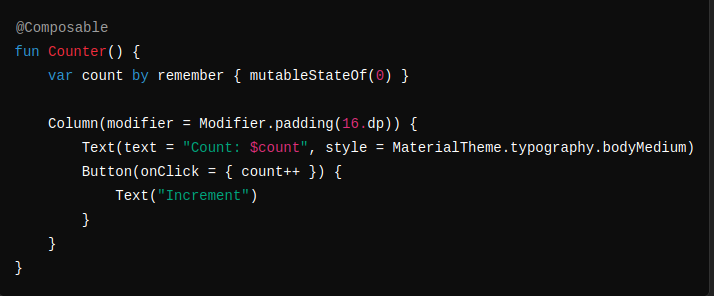 @Composable
fun Counter() {
    var count by remember { mutableStateOf(0) }

    Column(modifier = Modifier.padding(16.dp)) {
        Text(text = "Count: $count", style = MaterialTheme.typography.bodyMedium)
        Button(onClick = { count++ }) {
            Text("Increment")
        }
    }
}